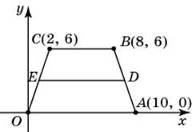 y
C(2, 6) B(8, 6)
E D
O A(10, 0) x